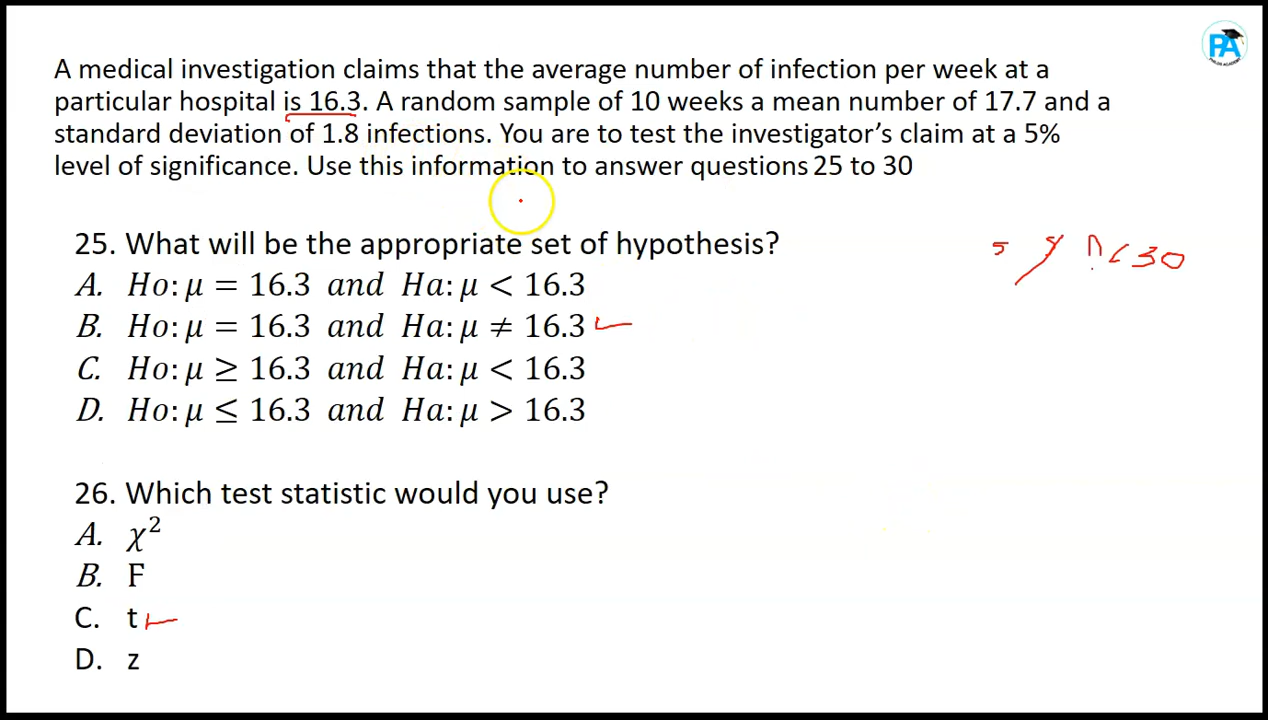 PA
A medical investigation claims that the average number of infection per week at a
particular hospital is 16.3. A random sample of 10 weeks a mean number of 17.7 and a
standard deviation of 1.8 infections. You are to test the investigator's claim at a 5%
level of significance. Use this information to answer questions 25 to 30
25. What will be the appropriate set of hypothesis?
n < 30
A. Ho: μ = 16.3 and Ha: μ < 16.3
B. Ho: μ = 16.3 and Ha: μ ≠ 16.3
C. Ho: μ ≥ 16.3 and Ha: μ < 16.3
D. Ho: μ ≤ 16.3 and Ha: μ > 16.3
26. Which test statistic would you use?
A. χ²
B. F
C. t
D. z